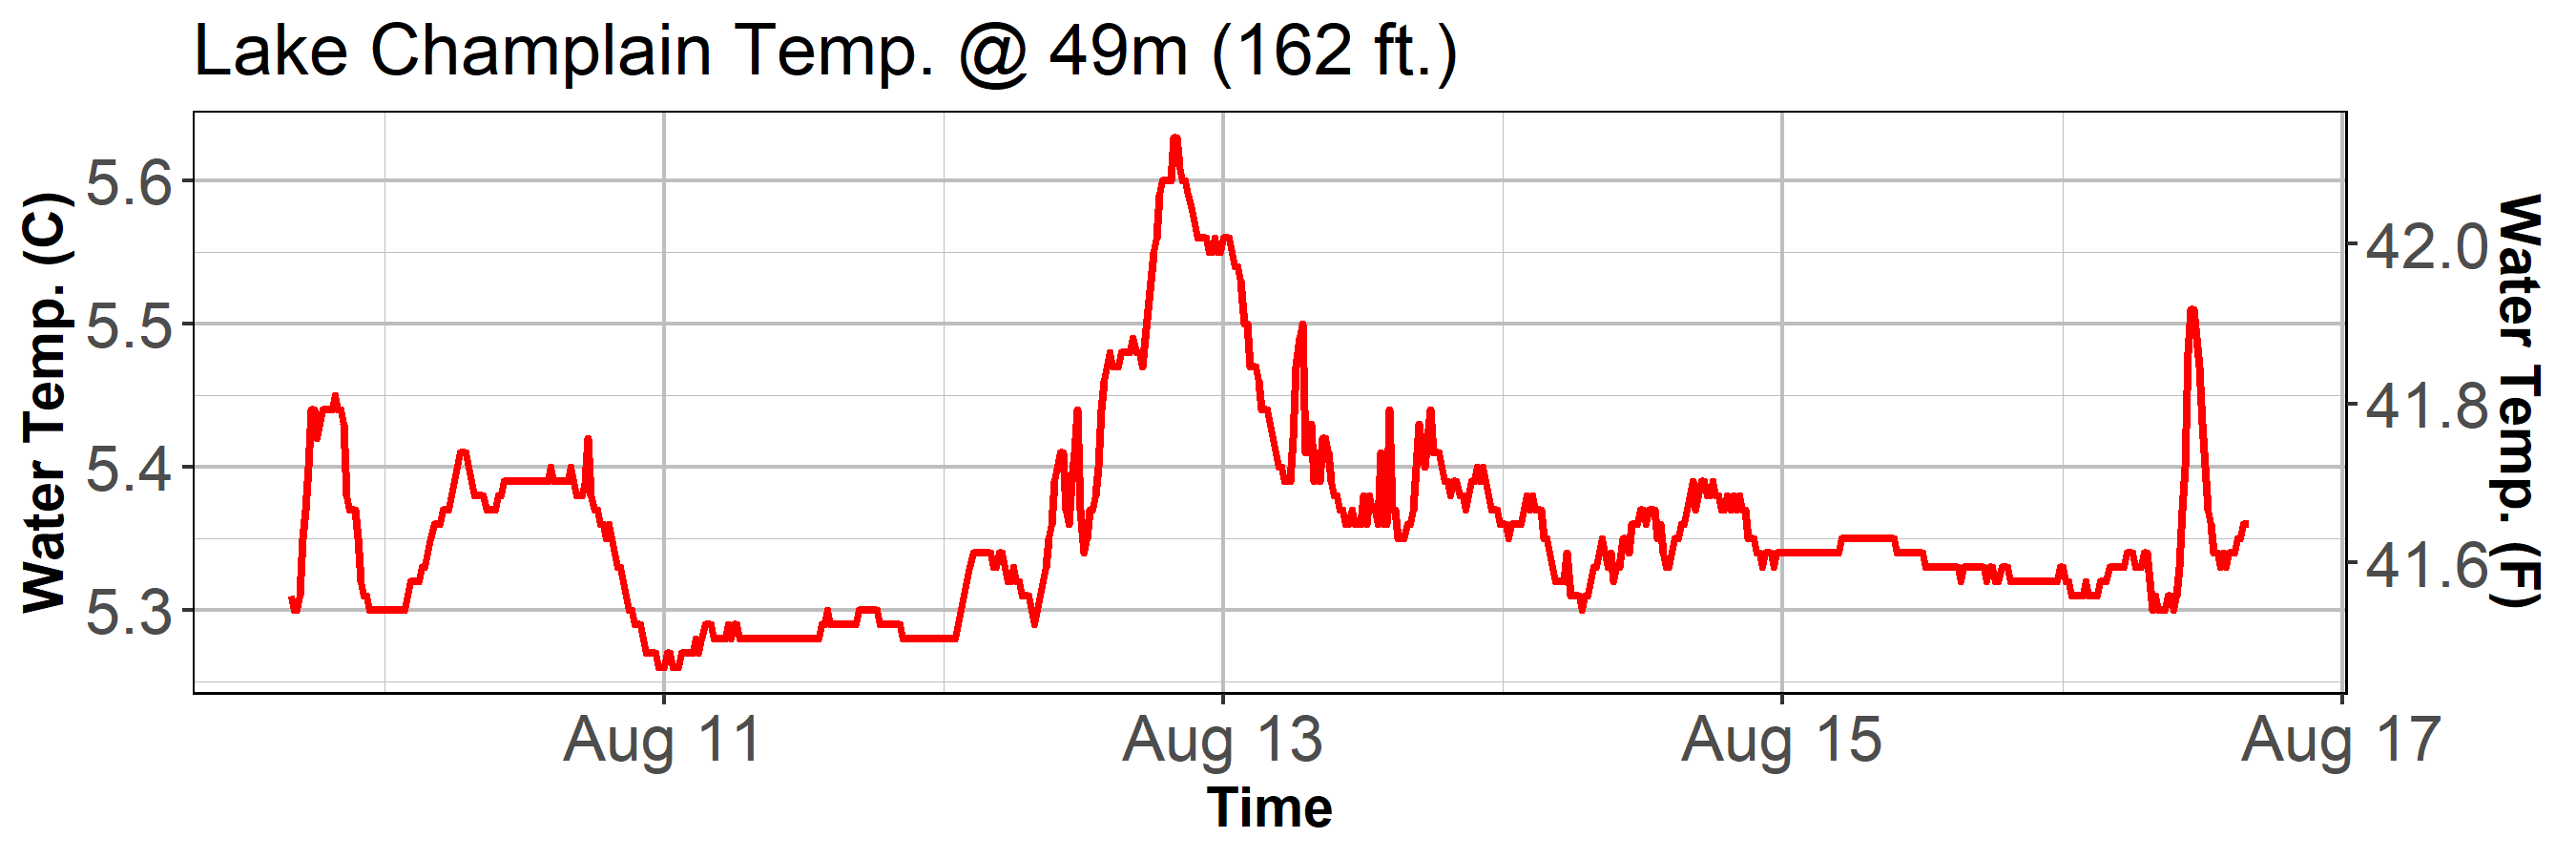 Lake Champlain Temp. @ 49m (162 ft.)
Water Temp. (C)
5.6
5.5
5.4
5.3
42.0
41.8
41.6
Water Temp. (F)
Aug 11 Aug 13 Aug 15 Aug 17
Time